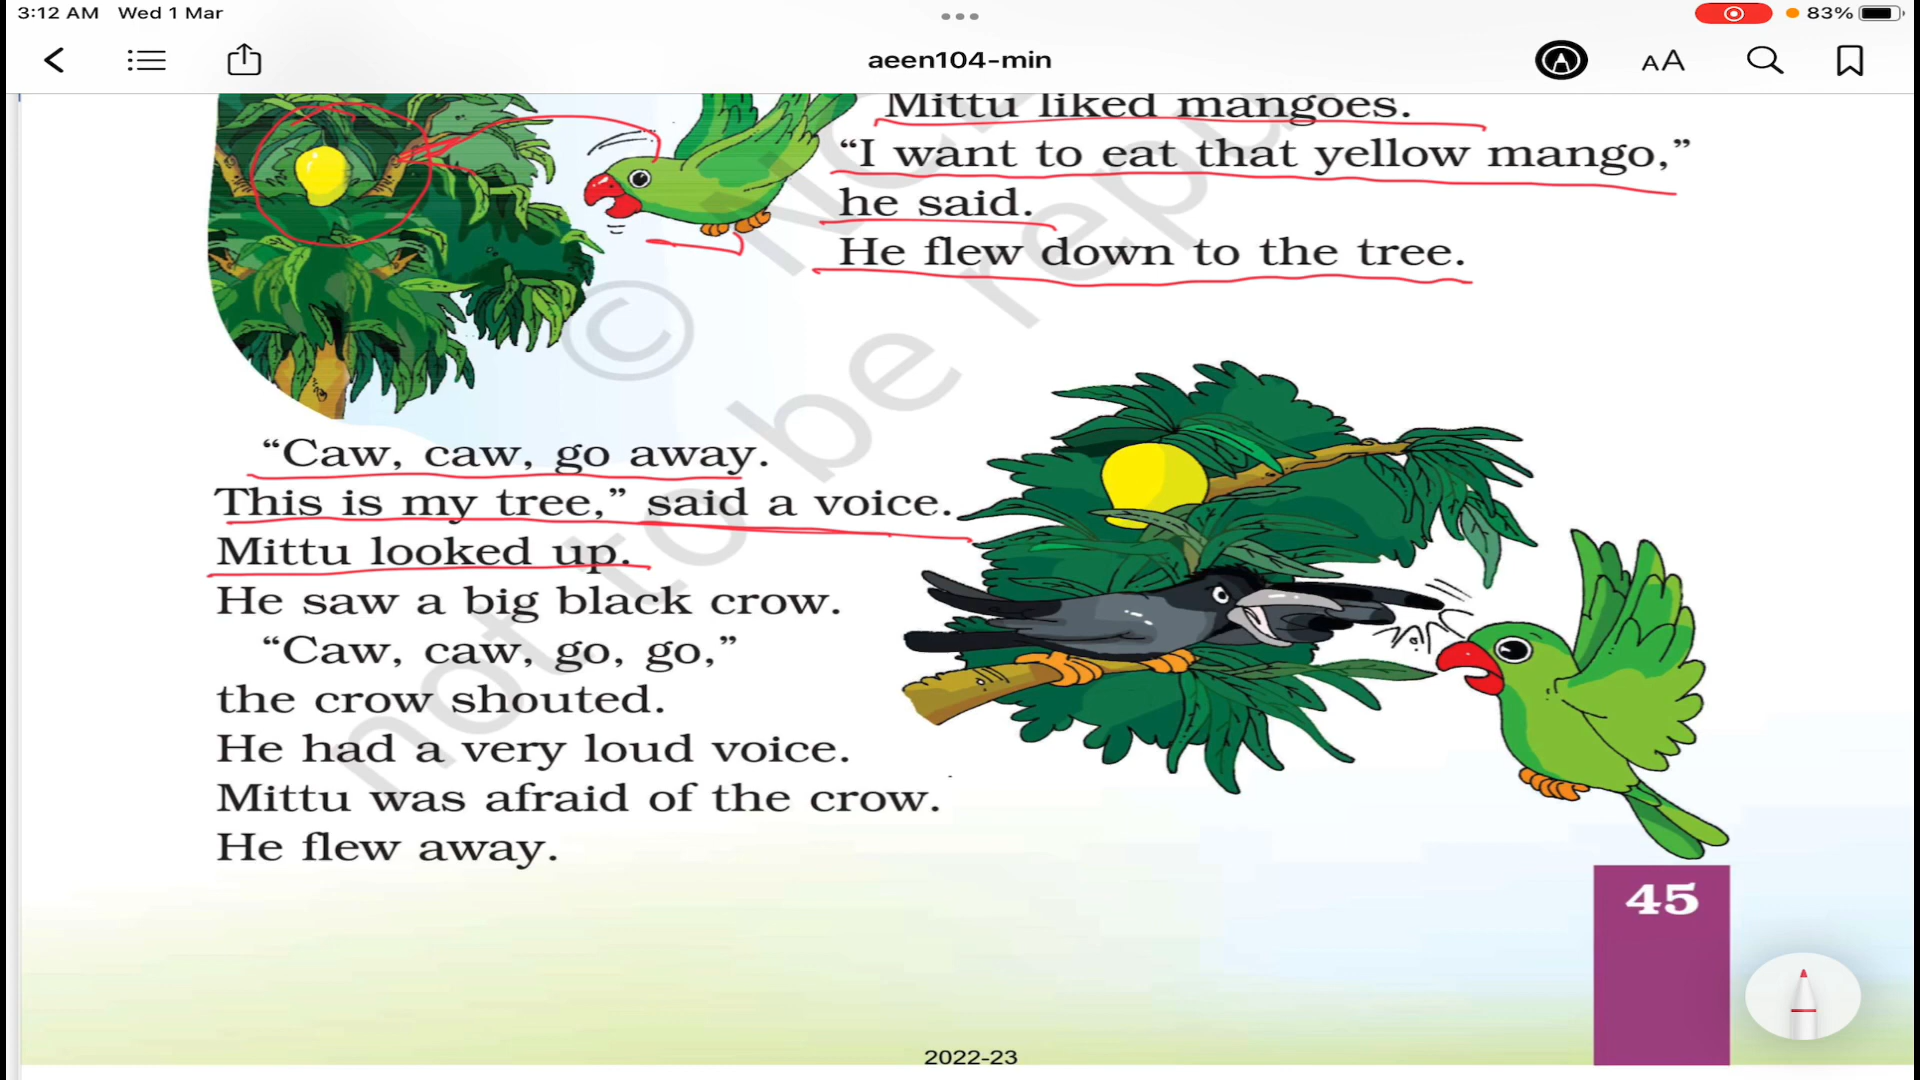 3:12 AM Wed 1 Mar
83%
aeen104-min
AA
Mittu liked mangoes.
“I want to eat that yellow mango,”
he said.
He flew down to the tree.
“Caw, caw, go away.
This is my tree,” said a voice.
Mittu looked up.
He saw a big black crow.
“Caw, caw, go, go,”
the crow shouted.
He had a very loud voice.
Mittu was afraid of the crow.
He flew away.
© 
not to be
45
2022-23